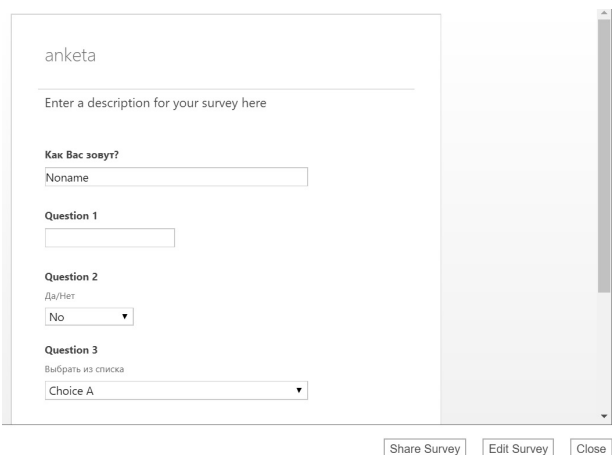 anketa
Enter a description for your survey here
Как Вас зовут?
Noname
Question 1
Question 2
Да/Нет
No
Question 3
Выбрать из списка
Choice A
Share Survey Edit Survey Close